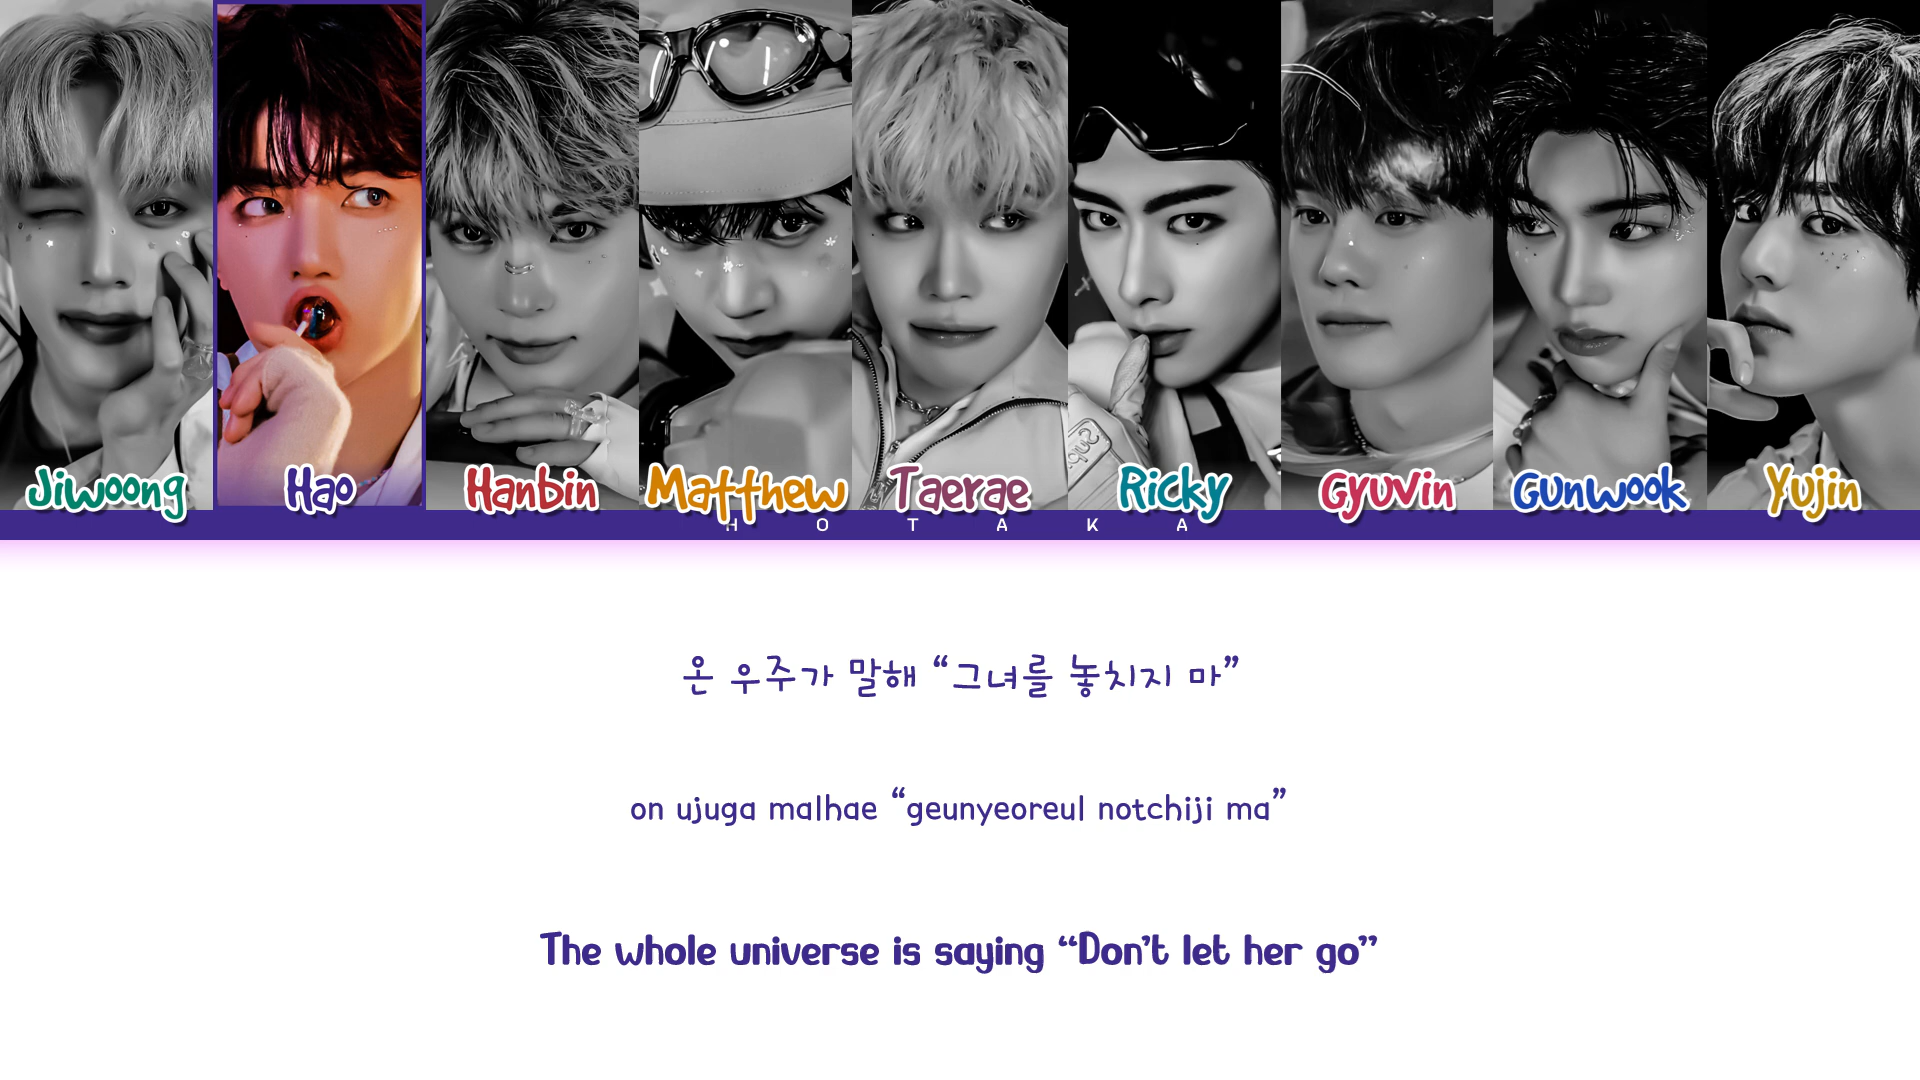 Jiwoong Hao Hanbin Matthew Taerae Ricky Gyuvin Gunwook Yujin
H O T A K A
온 우주가 말해 “그녀를 놓치지 마”
on ujuga malhae “geunyeoreul notchiji ma”
The whole universe is saying “Don’t let her go”